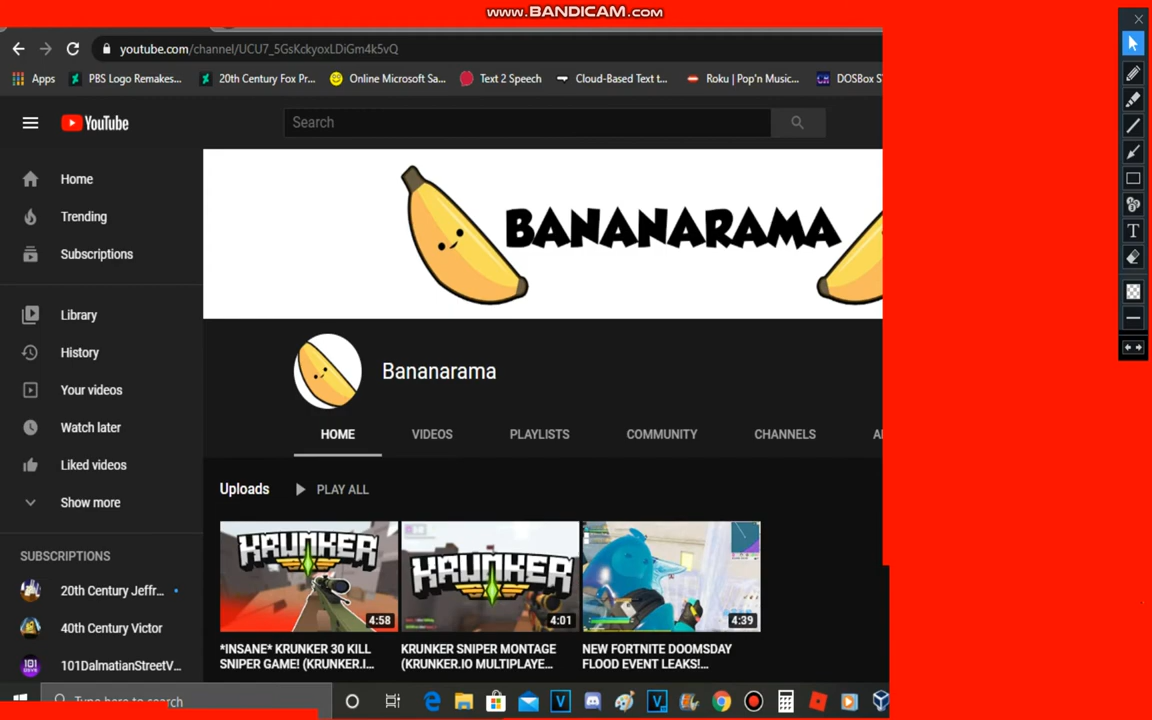 www.BANDICAM.com
youtube.com/channel/UCU7_5GsKckyoxLDiGm4k5vQ
Apps PBS Logo Remakes... 20th Century Fox Pr... Online Microsoft Sa... Text 2 Speech Cloud-Based Text t... Roku | Pop'n Music... DOSBox S
YouTube
Search
Home
Trending
Subscriptions
Library
History
Your videos
Watch later
Liked videos
Show more
SUBSCRIPTIONS
20th Century Jeffr...
40th Century Victor
101DalmatianStreetV...
BANANARAMA
Bananarama
HOME VIDEOS PLAYLISTS COMMUNITY CHANNELS A
Uploads PLAY ALL
KRUNKER
4:58
KRUNKER
4:01
4:39
*INSANE* KRUNKER 30 KILL
SNIPER GAME! (KRUNKER.I...
KRUNKER SNIPER MONTAGE
(KRUNKER.IO MULTIPLAYE...
NEW FORTNITE DOOMSDAY
FLOOD EVENT LEAKS!...
Type here to search